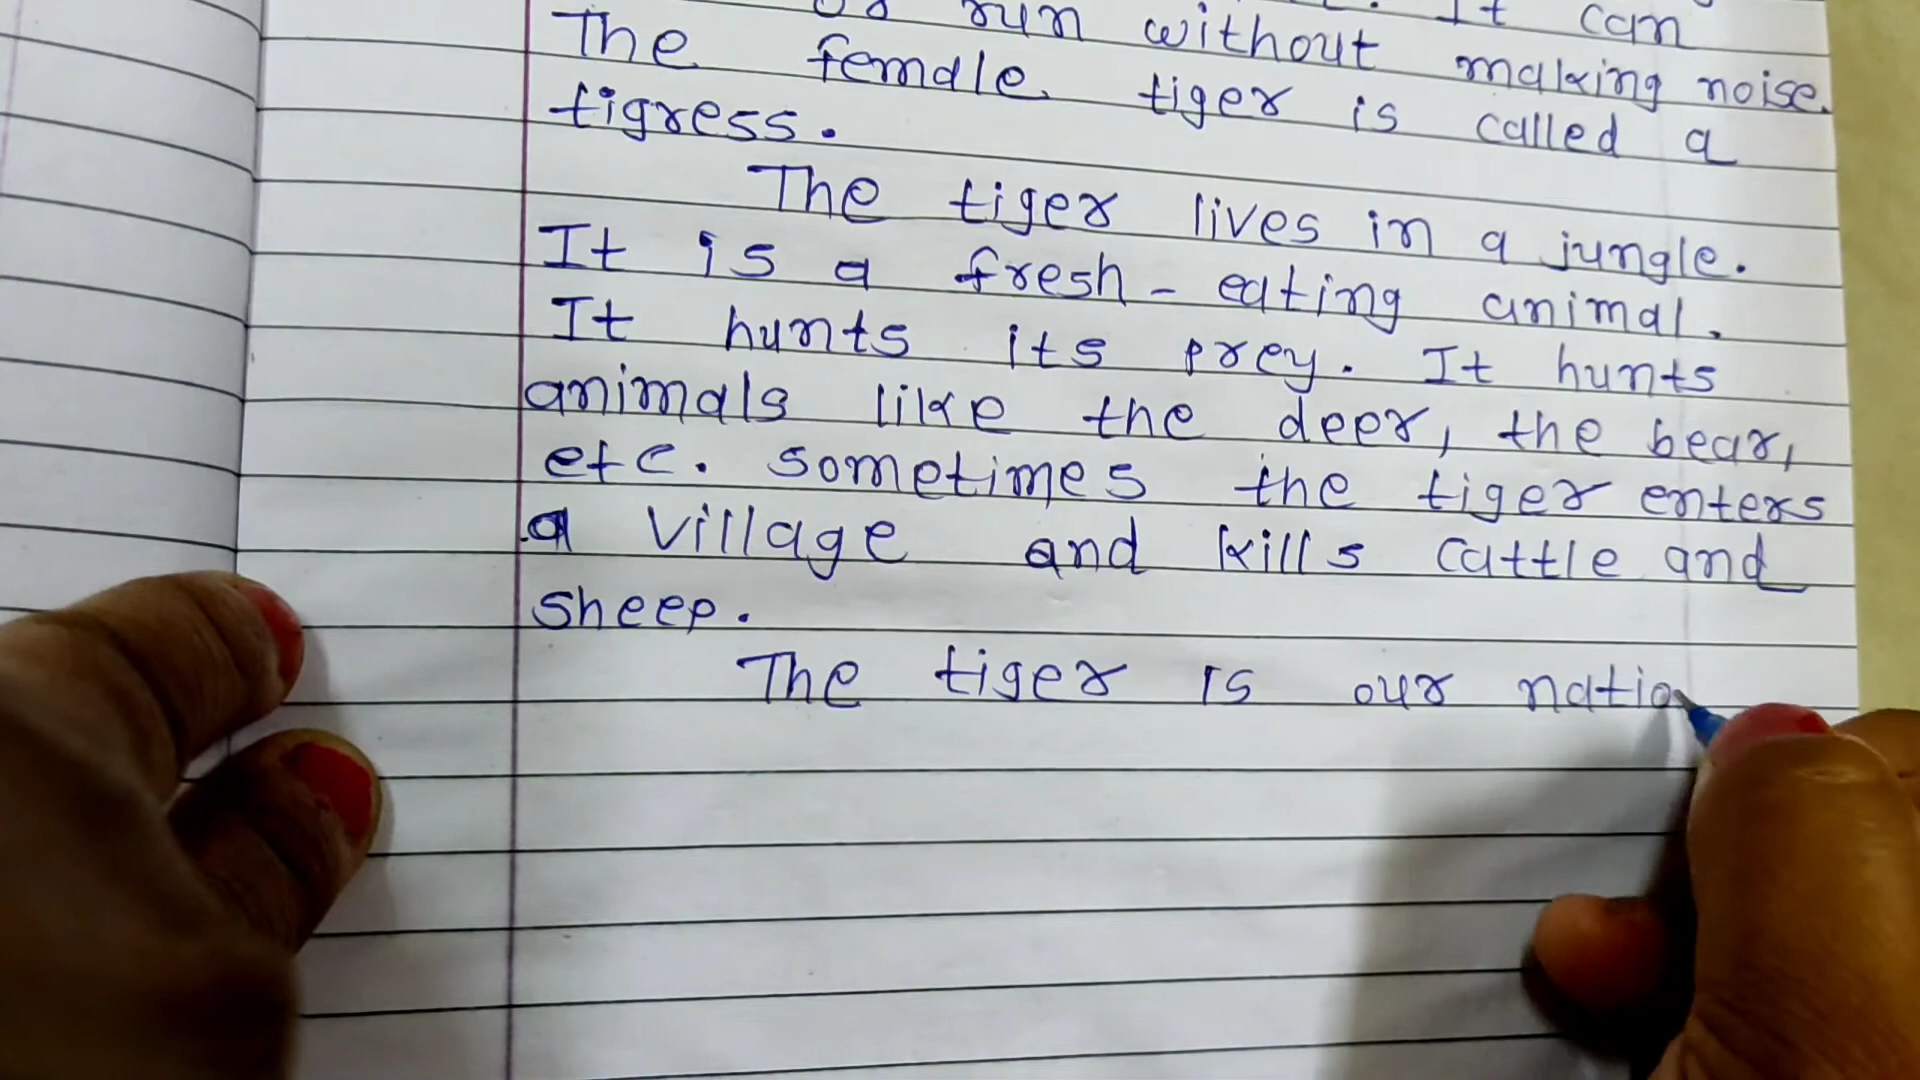 run without It can
The female making noise.
tigress. tiger is called a
The tiger lives in a jungle.
It is a fresh - eating animal.
It hunts its prey. It hunts
animals like the deer, the bear,
etc. sometimes the tiger enters
a village and kills cattle and
sheep.
The tiger is our natio